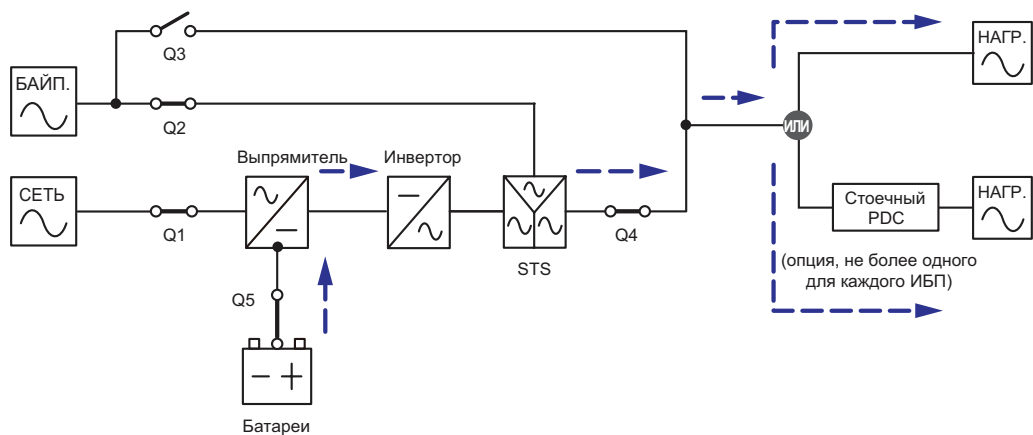 Q3
НАГР.
БАЙП.
Q2
ИЛИ
Выпрямитель
Инвертор
СЕТЬ
Q1
STS
Q4
Стоечный
PDC
НАГР.
(опция, не более одного
для каждого ИБП)
Q5
Батареи